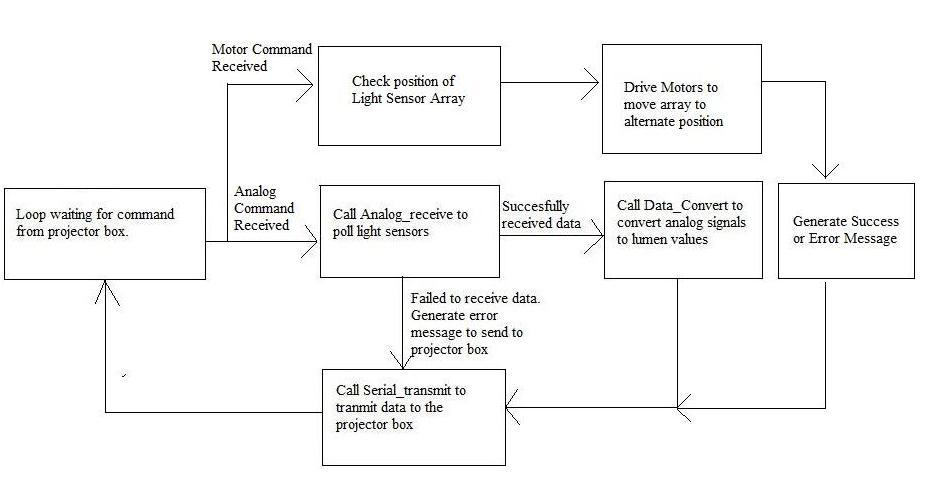 Motor Command
Received
Check position of
Light Sensor Array
Drive Motors to
move array to
alternate position
Loop waiting for command
from projector box.
Analog
Command
Received
Call Analog_receive to
poll light sensors
Succesfully
received data
Call Data_Convert to
convert analog signals
to lumen values
Generate Success
or Error Message
Failed to receive data.
Generate error
message to send to
projector box
Call Serial_transmit to
tranmit data to the
projector box